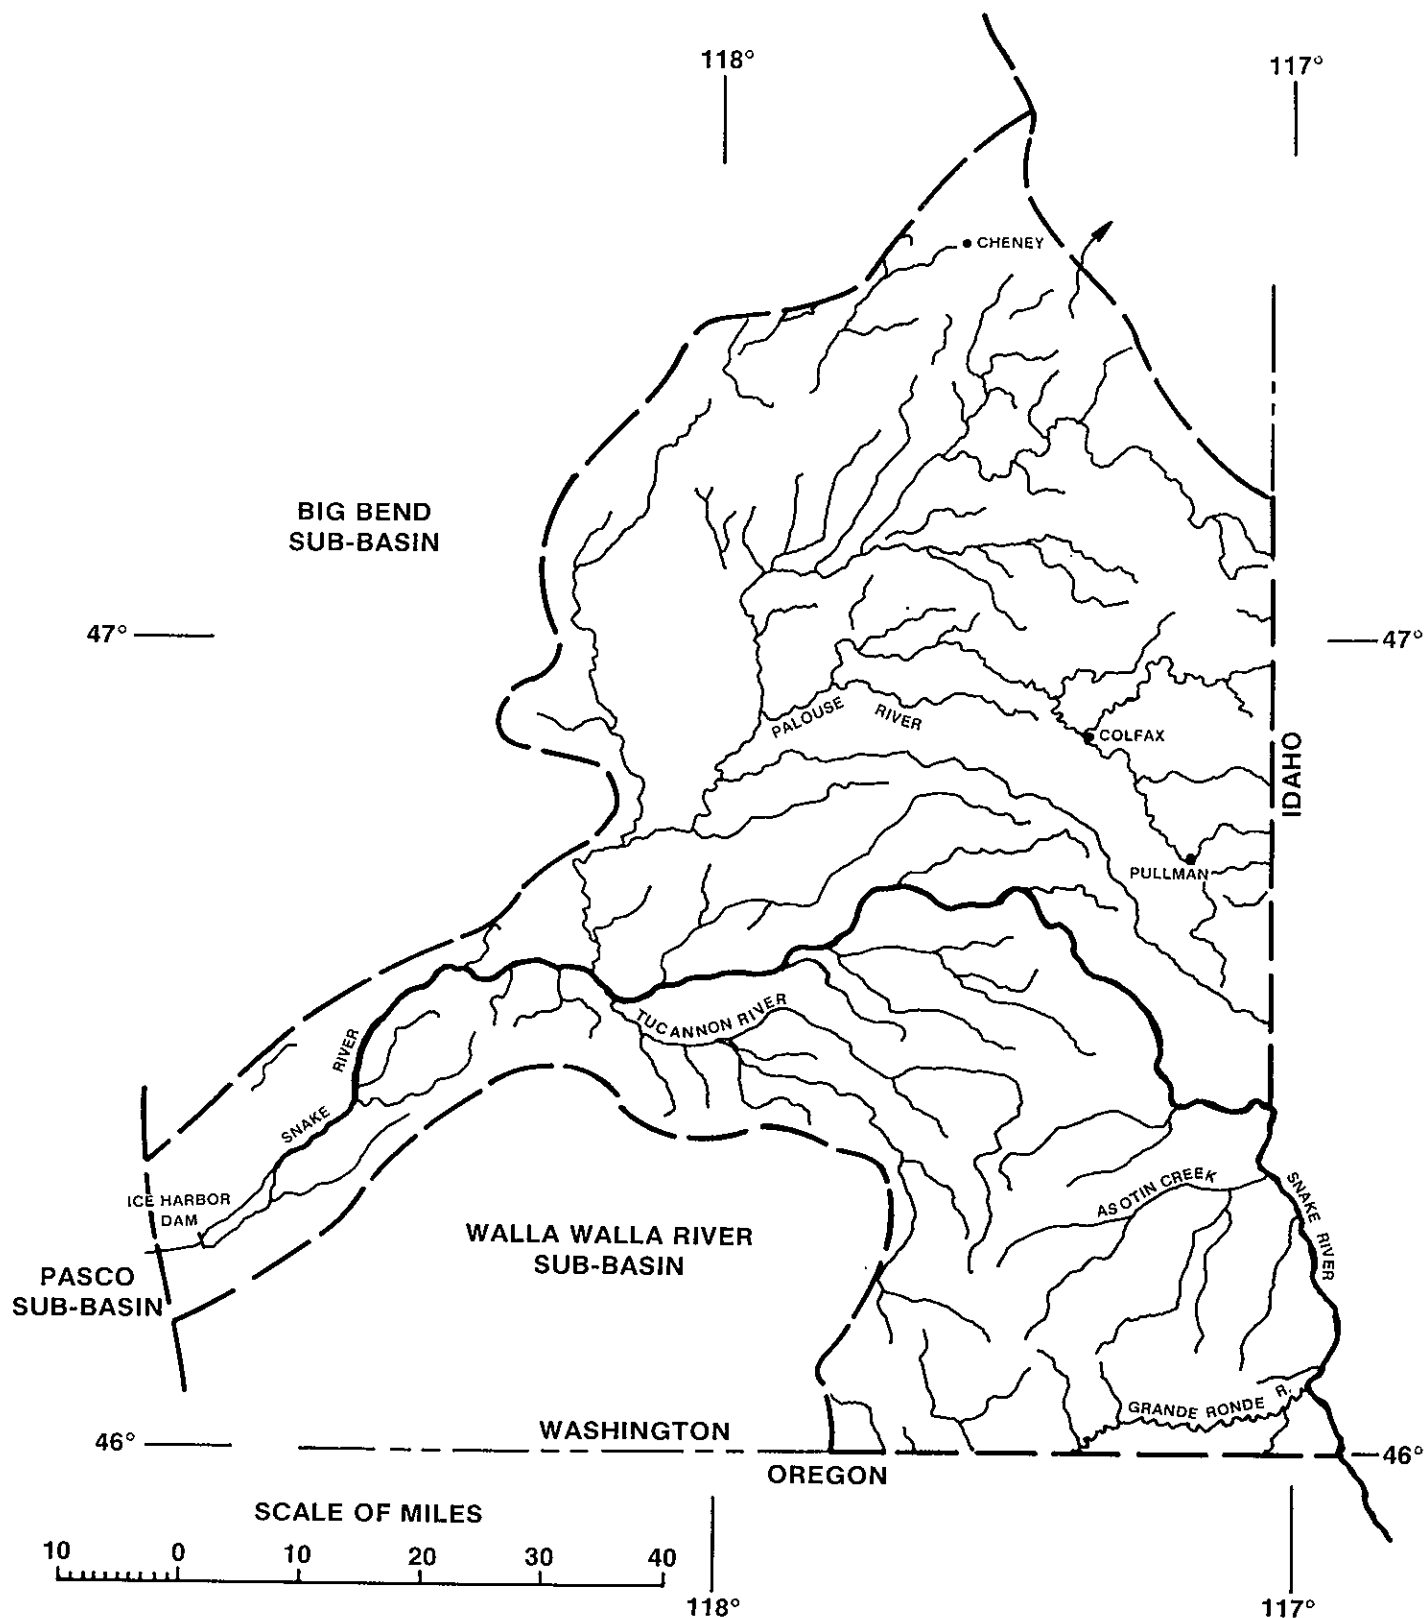 118°
117°
CHENEY
BIG BEND
SUB-BASIN
47°
47°
PALOUSE RIVER
COLFAX
IDAHO
PULLMAN
TUCANNON RIVER
SNAKE RIVER
ICE HARBOR
DAM
ASOTIN CREEK
SNAKE RIVER
WALLA WALLA RIVER
SUB-BASIN
PASCO
SUB-BASIN
GRANDE RONDE R.
WASHINGTON
46°
46°
OREGON
SCALE OF MILES
10 0 10 20 30 40
118°
117°